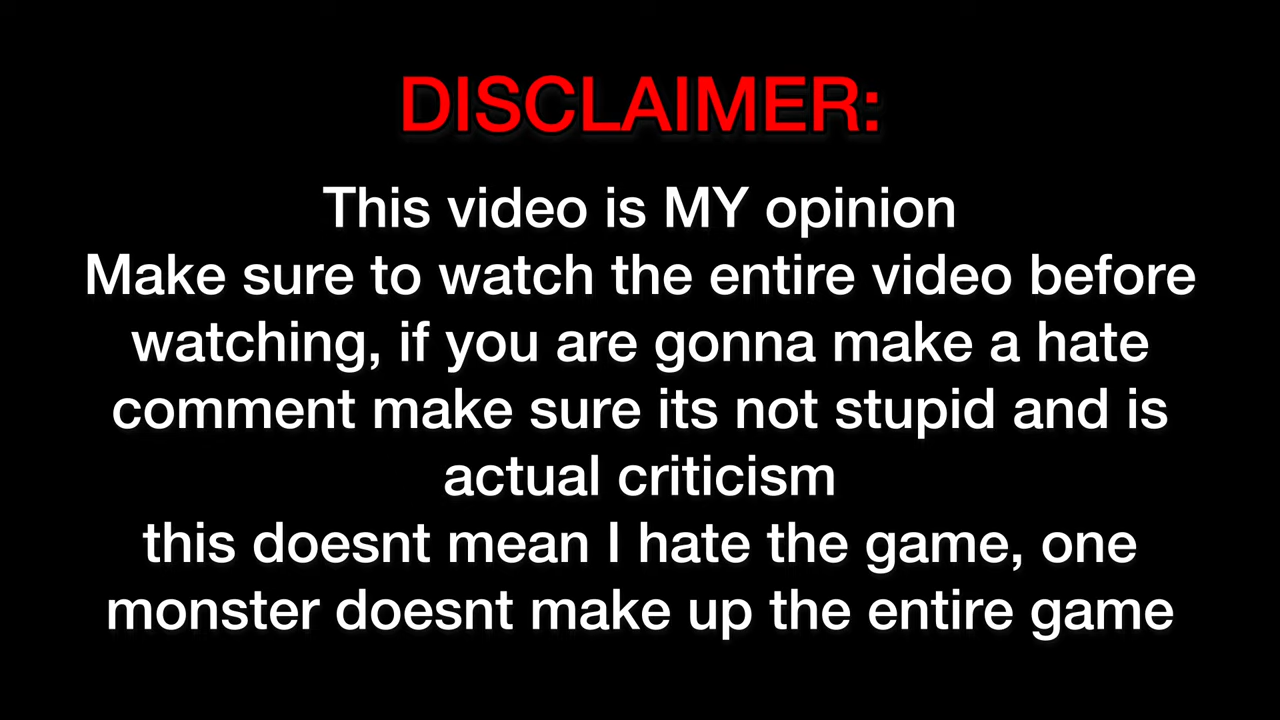 DISCLAIMER:
This video is MY opinion
Make sure to watch the entire video before
watching, if you are gonna make a hate
comment make sure its not stupid and is
actual criticism
this doesnt mean I hate the game, one
monster doesnt make up the entire game